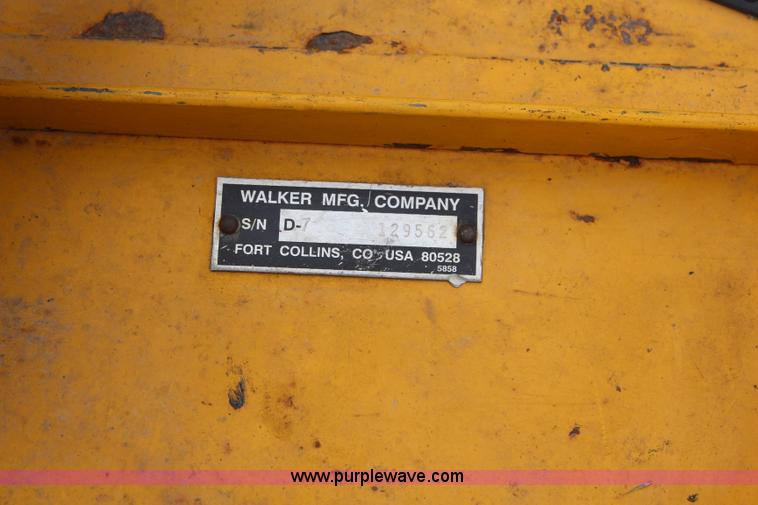 WALKER MFG. COMPANY
S/N D-7 129562
FORT COLLINS, CO USA 80528
5858
www.purplewave.com